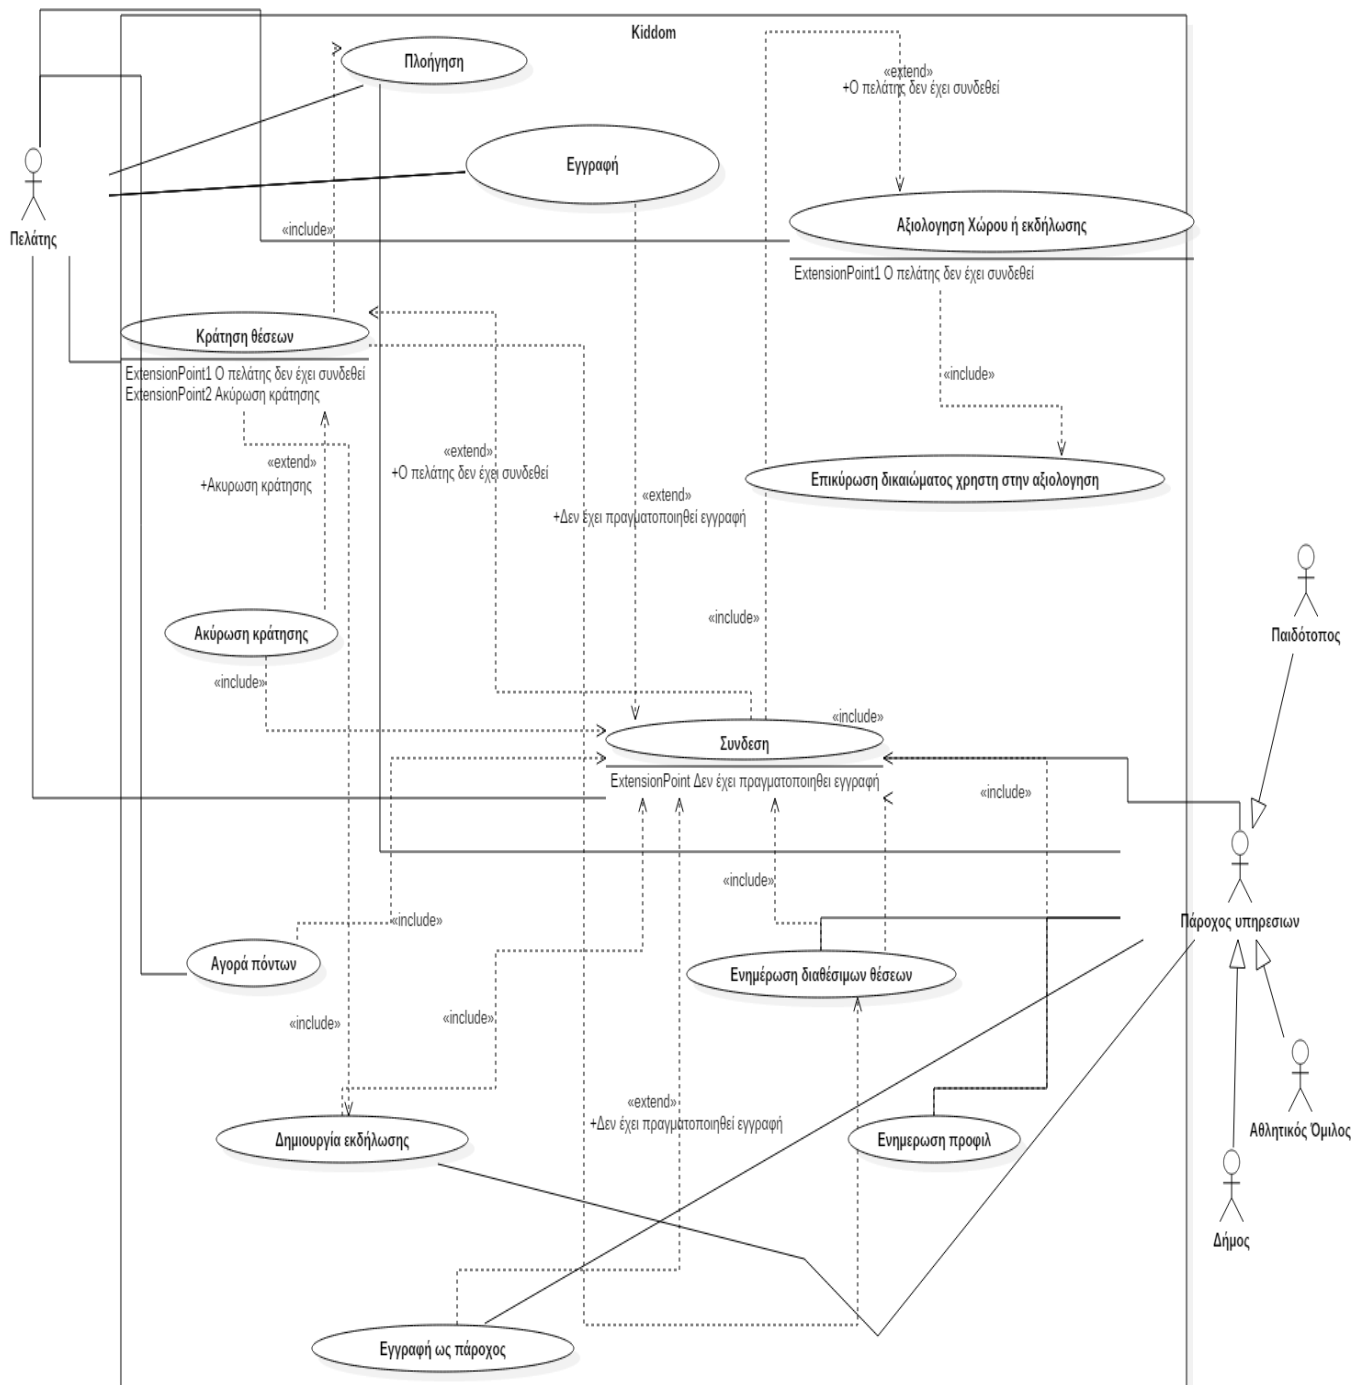 Kiddom
Πλοήγηση
«extend»
+Ο πελάτης δεν έχει συνδεθεί
Εγγραφή
Πελάτης
«include»
Αξιολογηση Χώρου ή εκδήλωσης
ExtensionPoint1 Ο πελάτης δεν έχει συνδεθεί
Κράτηση θέσεων
ExtensionPoint1 Ο πελάτης δεν έχει συνδεθεί
ExtensionPoint2 Ακύρωση κράτησης
«include»
«extend»
+Ακυρωση κράτησης
«extend»
+Ο πελάτης δεν έχει συνδεθεί
Επικύρωση δικαιώματος χρηστη στην αξιολογηση
«extend»
+Δεν έχει πραγματοποιηθεί εγγραφή
«include»
Ακύρωση κράτησης
Παιδότοπος
«include»
«include»
Συνδεση
ExtensionPoint Δεν έχει πραγματοποιηθει εγγραφή
«include»
«include»
«include»
Πάροχος υπηρεσιων
Αγορά πόντων
Ενημέρωση διαθέσιμων θέσεων
«include»
«include»
«extend»
+Δεν έχει πραγματοποιηθεί εγγραφή
Δημιουργία εκδήλωσης
Ενημερωση προφιλ
Αθλητικός Όμιλος
Δήμος
Εγγραφή ως πάροχος